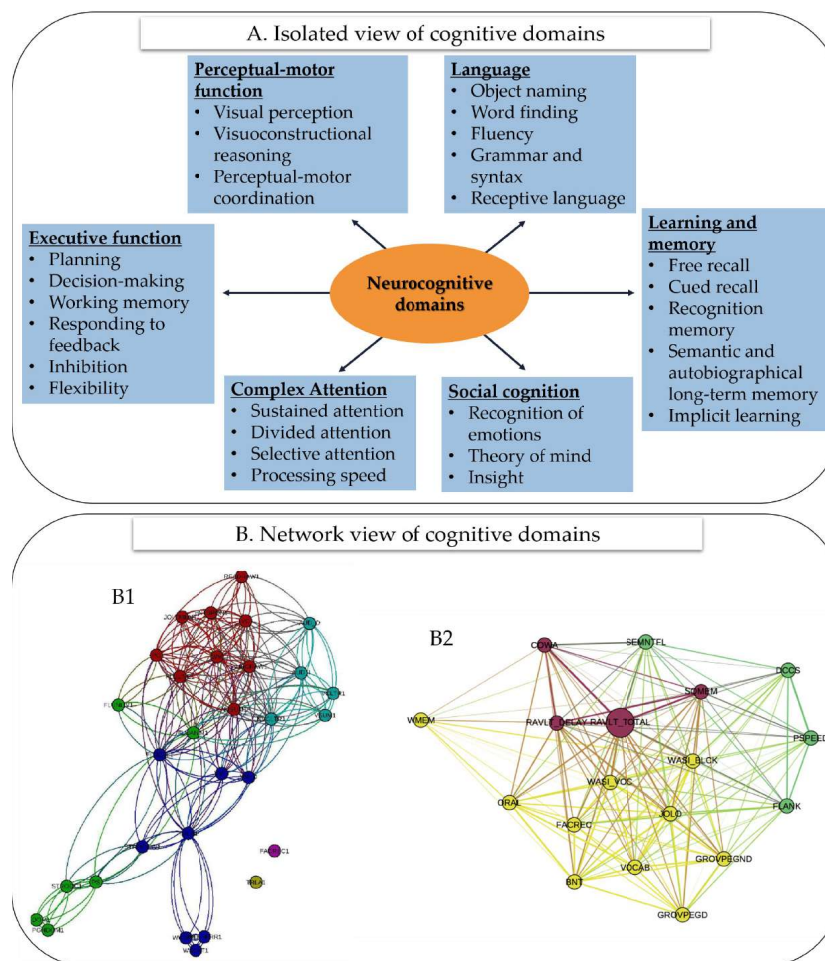 A. Isolated view of cognitive domains
Perceptual-motor
function
• Visual perception
• Visuoconstructional
reasoning
• Perceptual-motor
coordination
Language
• Object naming
• Word finding
• Fluency
• Grammar and
syntax
• Receptive language
Executive function
• Planning
• Decision-making
• Working memory
• Responding to
feedback
• Inhibition
• Flexibility
Neurocognitive
domains
Learning and
memory
• Free recall
• Cued recall
• Recognition
memory
• Semantic and
autobiographical
long-term memory
• Implicit learning
Complex Attention
• Sustained attention
• Divided attention
• Selective attention
• Processing speed
Social cognition
• Recognition of
emotions
• Theory of mind
• Insight
B. Network view of cognitive domains
B1
B2
COWA
SEMNTFL
DCCS
SDMEM
WMEM
RAVLT_DELAY
RAVLT_TOTAL
PSPEED
WASI_BLCK
WASI_VOC
ORAL
FLANK
FACREC
JOLO
VOCAB
GROVPEGND
BNT
GROVPEGD